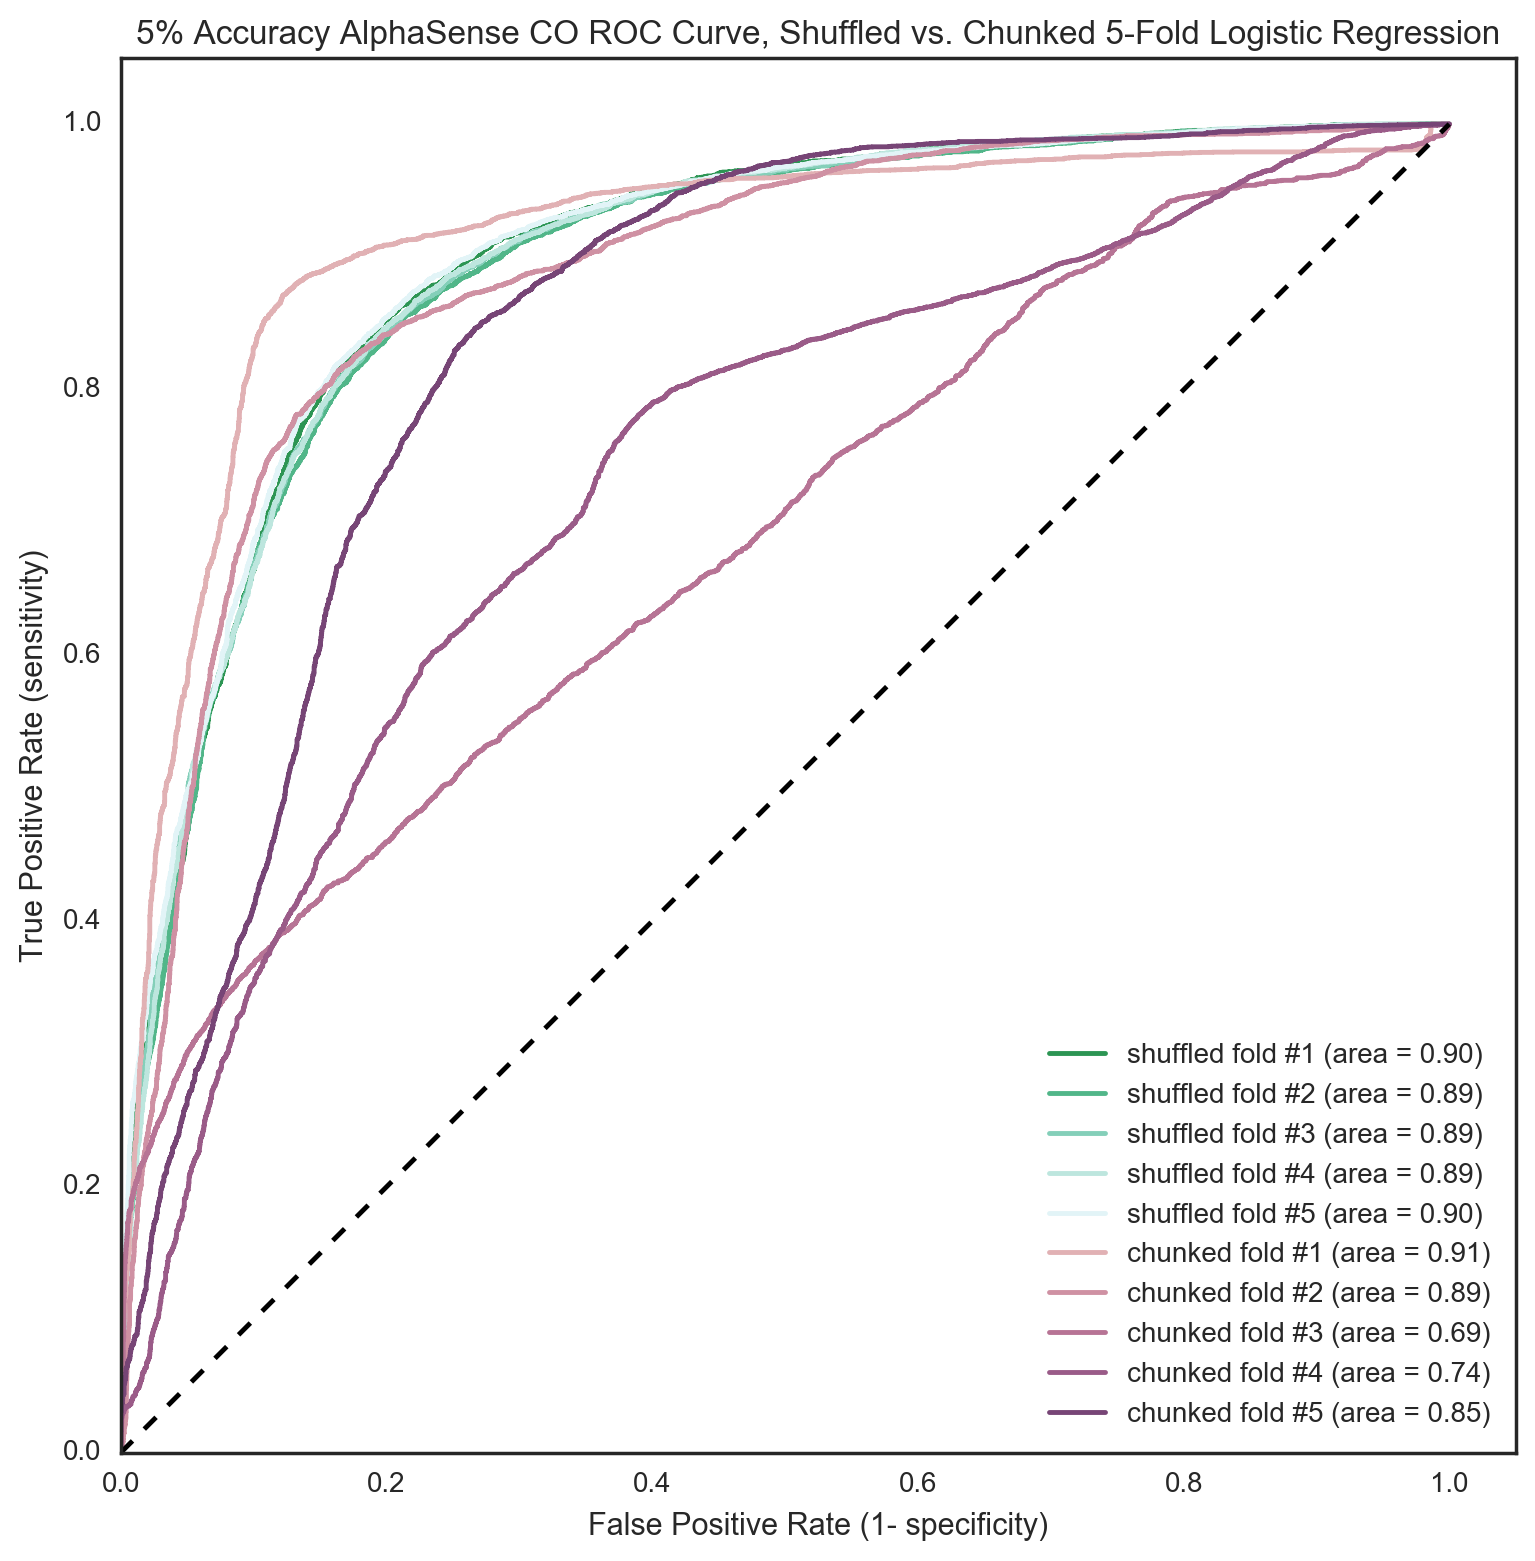 5% Accuracy AlphaSense CO ROC Curve, Shuffled vs. Chunked 5-Fold Logistic Regression
1.0
0.8
0.6
0.4
0.2
0.0
True Positive Rate (sensitivity)
shuffled fold #1 (area = 0.90)
shuffled fold #2 (area = 0.89)
shuffled fold #3 (area = 0.89)
shuffled fold #4 (area = 0.89)
shuffled fold #5 (area = 0.90)
chunked fold #1 (area = 0.91)
chunked fold #2 (area = 0.89)
chunked fold #3 (area = 0.69)
chunked fold #4 (area = 0.74)
chunked fold #5 (area = 0.85)
0.0 0.2 0.4 0.6 0.8 1.0
False Positive Rate (1- specificity)